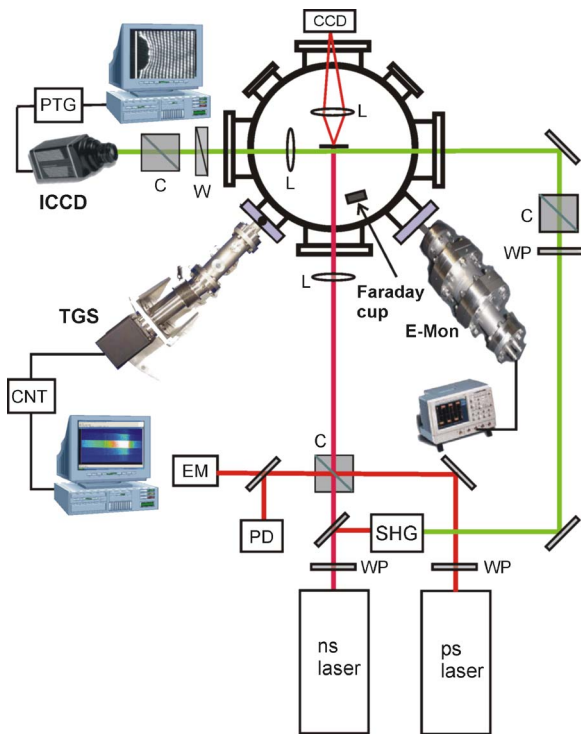 CCD
PTG
L
ICCD
C
W
L
C
WP
L
Faraday
cup
TGS
E-Mon
CNT
C
EM
PD
SHG
WP
WP
ns
laser
ps
laser